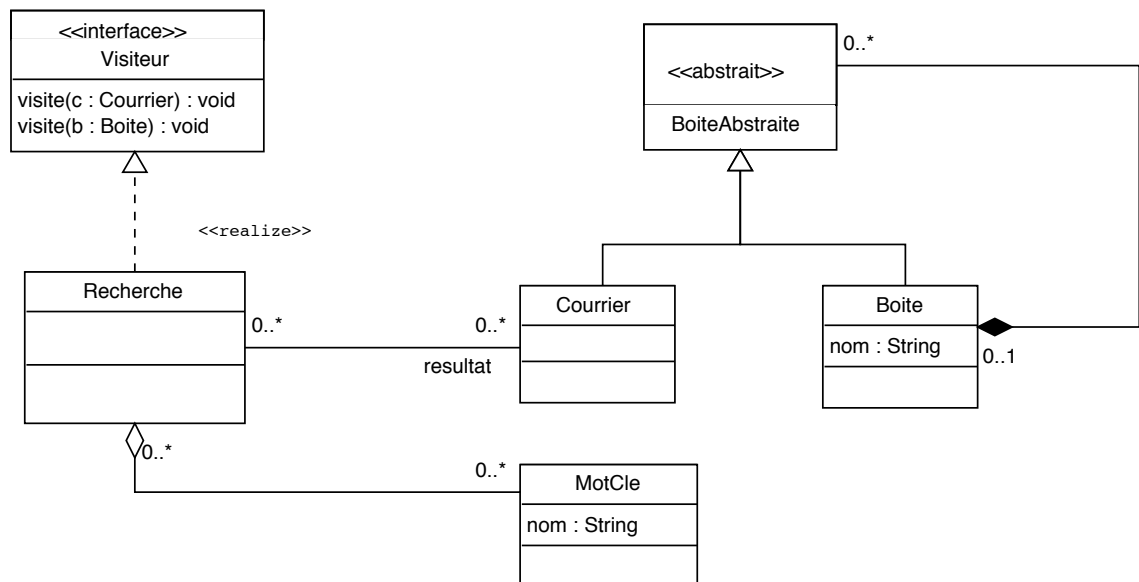 <<interface>>
Visiteur
visite(c : Courrier) : void
visite(b : Boite) : void
<<abstrait>>
BoiteAbstraite
0..*
<<realize>>
Recherche
0..*
0..*
resultat
Courrier
Boite
nom : String
0..1
0..*
0..*
MotCle
nom : String